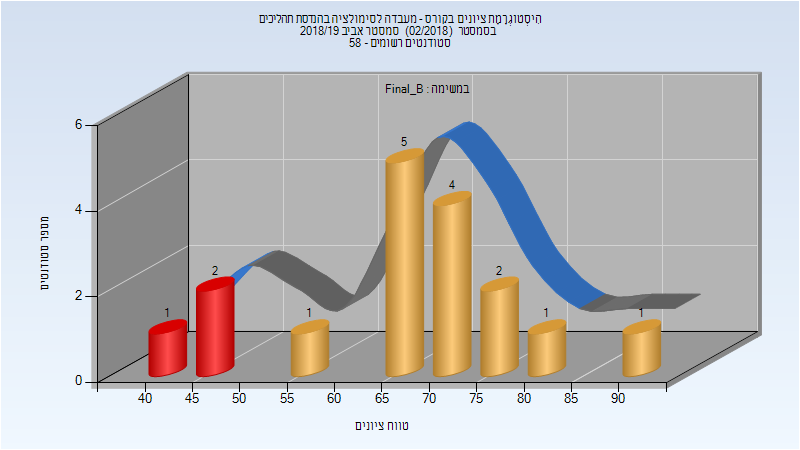 היסטוגרמת ציונים בקורס - מעבדה לסימולציה בהנדסת תהליכים
בסמסטר (02/2018) סמסטר אביב 2018/19
סטודנטים רשומים - 58
במשימה : Final_B
מספר סטודנטים
6
4
2
0
1
2
1
5
4
2
1
1
40 45 50 55 60 65 70 75 80 85 90
טווח ציונים